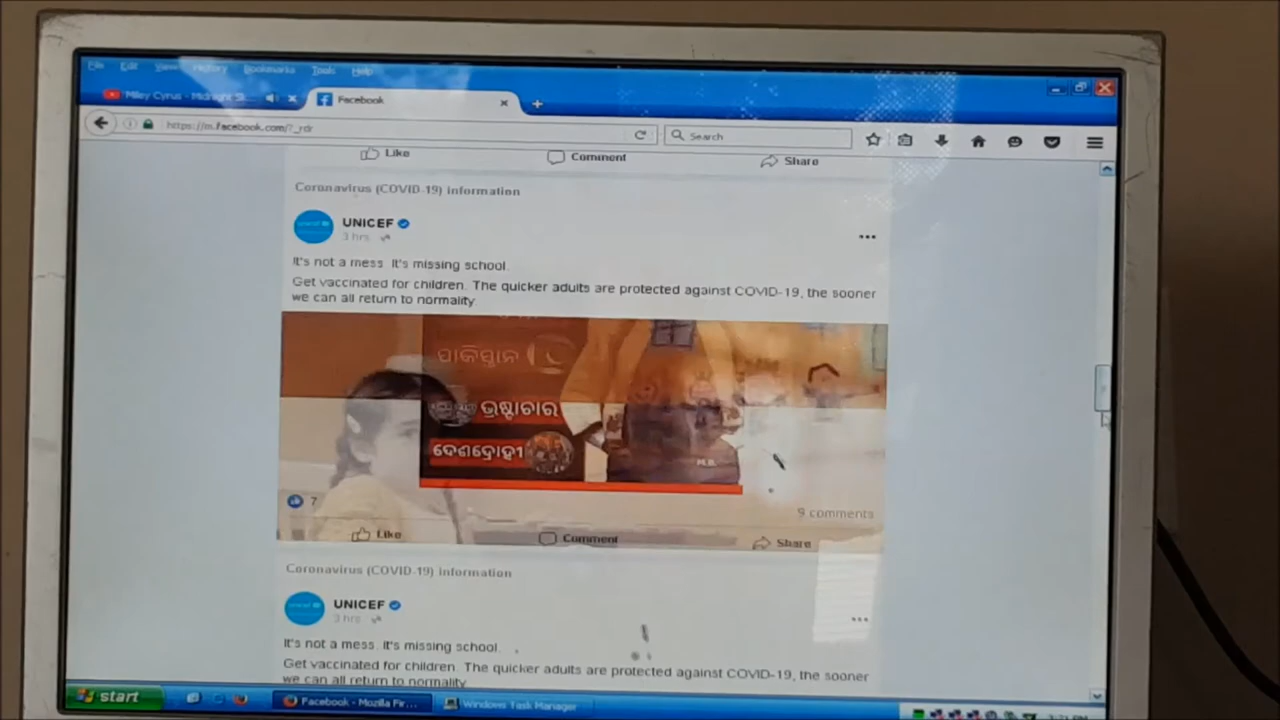 File Edit View History Bookmarks Tools Help
Miley Cyrus - Midnight Sk...
Facebook
https://m.facebook.com/?_rdr
Search
Like Comment Share
Coronavirus (COVID-19) information
UNICEF
3 hrs
It's not a mess. It's missing school.
Get vaccinated for children. The quicker adults are protected against COVID-19, the sooner
we can all return to normality.
ପାକିସ୍ତାନ
ଭ୍ରଷ୍ଟାଚାର
ଦେଶଦ୍ରୋହୀ
7
9 comments
Like Comment Share
Coronavirus (COVID-19) information
UNICEF
3 hrs
It's not a mess. It's missing school.
Get vaccinated for children. The quicker adults are protected against COVID-19, the sooner
we can all return to normality.
start
Facebook - Mozilla Fir...
Windows Task Manager